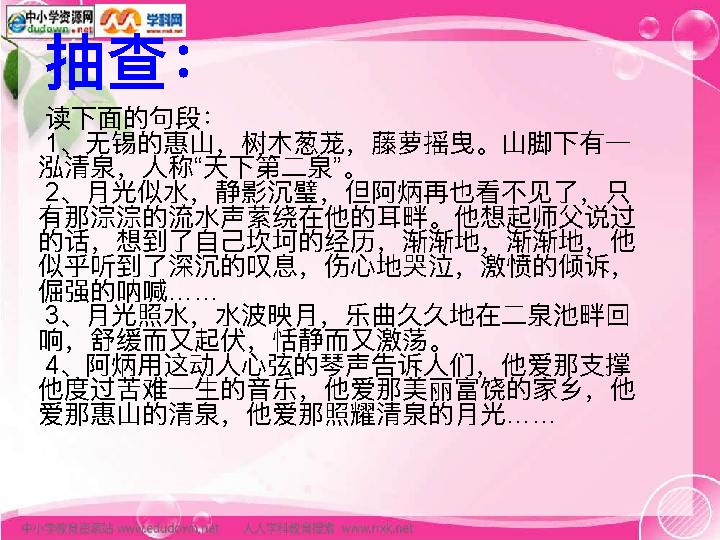 中小学资源网
edudown.net
学科网
www.nxk.net
抽查：
读下面的句段：
1、无锡的惠山，树木葱茏，藤萝摇曳。山脚下有一
泓清泉，人称“天下第二泉”。
2、月光似水，静影沉璧，但阿炳再也看不见了，只
有那淙淙的流水声萦绕在他的耳畔。他想起师父说过
的话，想到了自己坎坷的经历，渐渐地，渐渐地，他
似乎听到了深沉的叹息，伤心地哭泣，激愤的倾诉，
倔强的呐喊……
3、月光照水，水波映月，乐曲久久地在二泉池畔回
响，舒缓而又起伏，恬静而又激荡。
4、阿炳用这动人心弦的琴声告诉人们，他爱那支撑
他度过苦难一生的音乐，他爱那美丽富饶的家乡，他
爱那惠山的清泉，他爱那照耀清泉的月光……
中小学教育资源站 www.edudown.net 人人学科教育搜索 www.rrxk.net